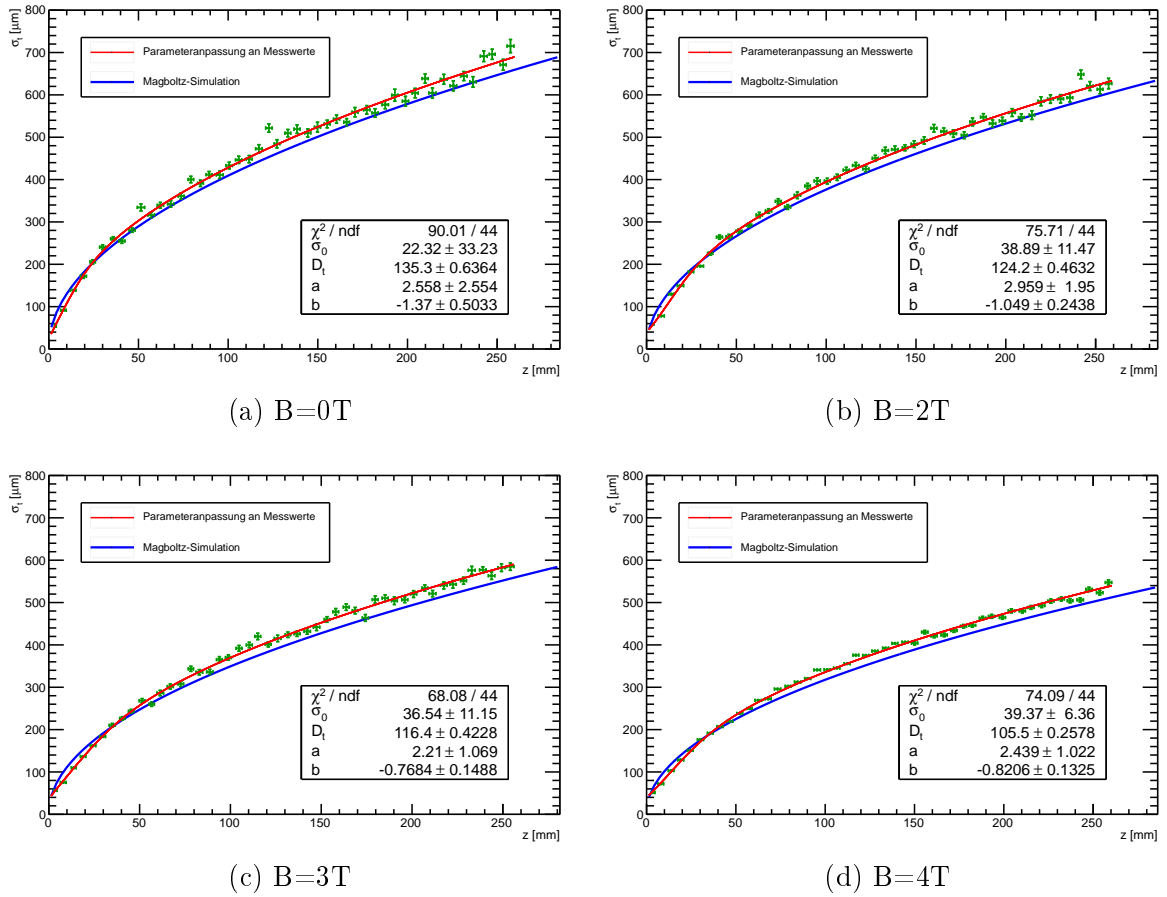 800
700
600
500
400
300
200
100
0
σt [μm]
Parameteranpassung an Messwerte
Magboltz-Simulation
χ² / ndf 90.01 / 44
σ0 22.32 ± 33.23
Dt 135.3 ± 0.6364
a 2.558 ± 2.554
b -1.37 ± 0.5033
0 50 100 150 200 250
z [mm]
(a) B=0T
800
700
600
500
400
300
200
100
0
σt [μm]
Parameteranpassung an Messwerte
Magboltz-Simulation
χ² / ndf 75.71 / 44
σ0 38.89 ± 11.47
Dt 124.2 ± 0.4632
a 2.959 ± 1.95
b -1.049 ± 0.2438
0 50 100 150 200 250
z [mm]
(b) B=2T
800
700
600
500
400
300
200
100
0
σt [μm]
Parameteranpassung an Messwerte
Magboltz-Simulation
χ² / ndf 68.08 / 44
σ0 36.54 ± 11.15
Dt 116.4 ± 0.4228
a 2.21 ± 1.069
b -0.7684 ± 0.1488
0 50 100 150 200 250
z [mm]
(c) B=3T
800
700
600
500
400
300
200
100
0
σt [μm]
Parameteranpassung an Messwerte
Magboltz-Simulation
χ² / ndf 74.09 / 44
σ0 39.37 ± 6.36
Dt 105.5 ± 0.2578
a 2.439 ± 1.022
b -0.8206 ± 0.1325
0 50 100 150 200 250
z [mm]
(d) B=4T